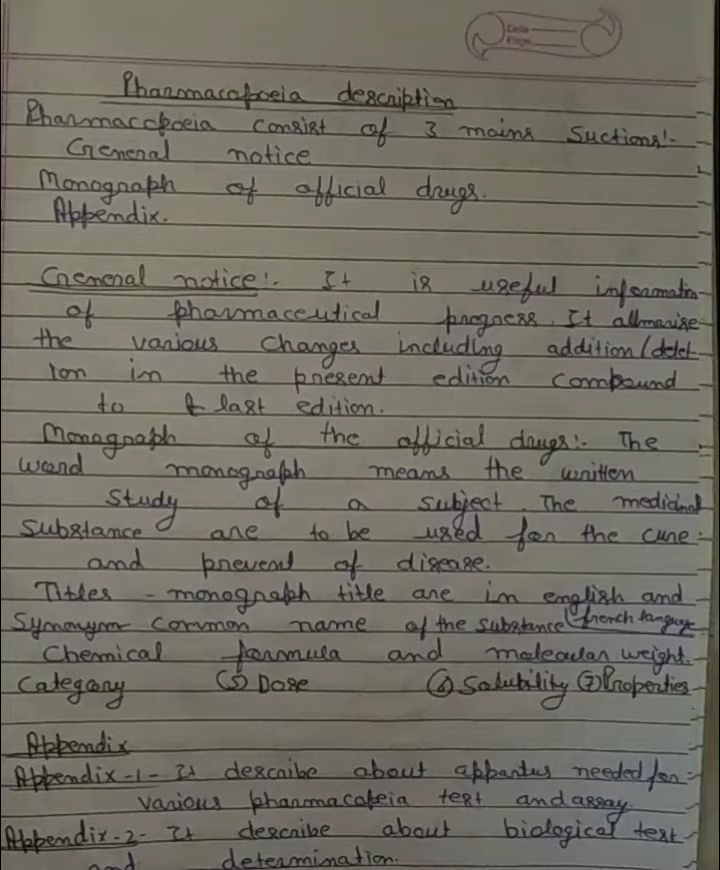 Date
Page
Pharmacopoeia description
Pharmaccpoeia consist of 3 mains Suctions:-
General notice
Monograph of official drugs.
Appendix.
General notice:- It is useful information
of pharmaceutical progress. It allmarise
the various changes including addition/delet-
ion in the present edition compound
to & last edition.
Monograph of the official drugs:- The
word monograph means the written
study of a subject. The medicinal
substance are to be used for the cure
and prevent of disease.
Titles - monograph title are in english and
Synonym common name of the substance (french language
Chemical formula and molecular weight.
Category (5) Dose (6) Solubility (7) Properties
Appendix
Appendix-1- It describe about appartus needed for
various pharmacopeia test and assay.
Appendix-2- It describe about biological test
and determination.